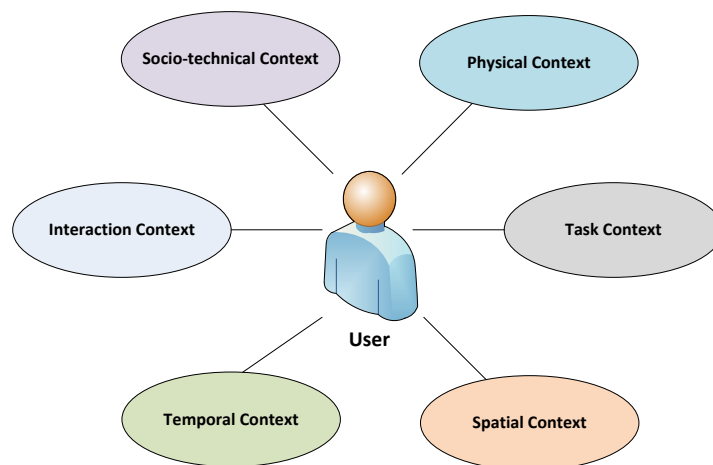 Socio-technical Context
Physical Context
Interaction Context
Task Context
User
Temporal Context
Spatial Context